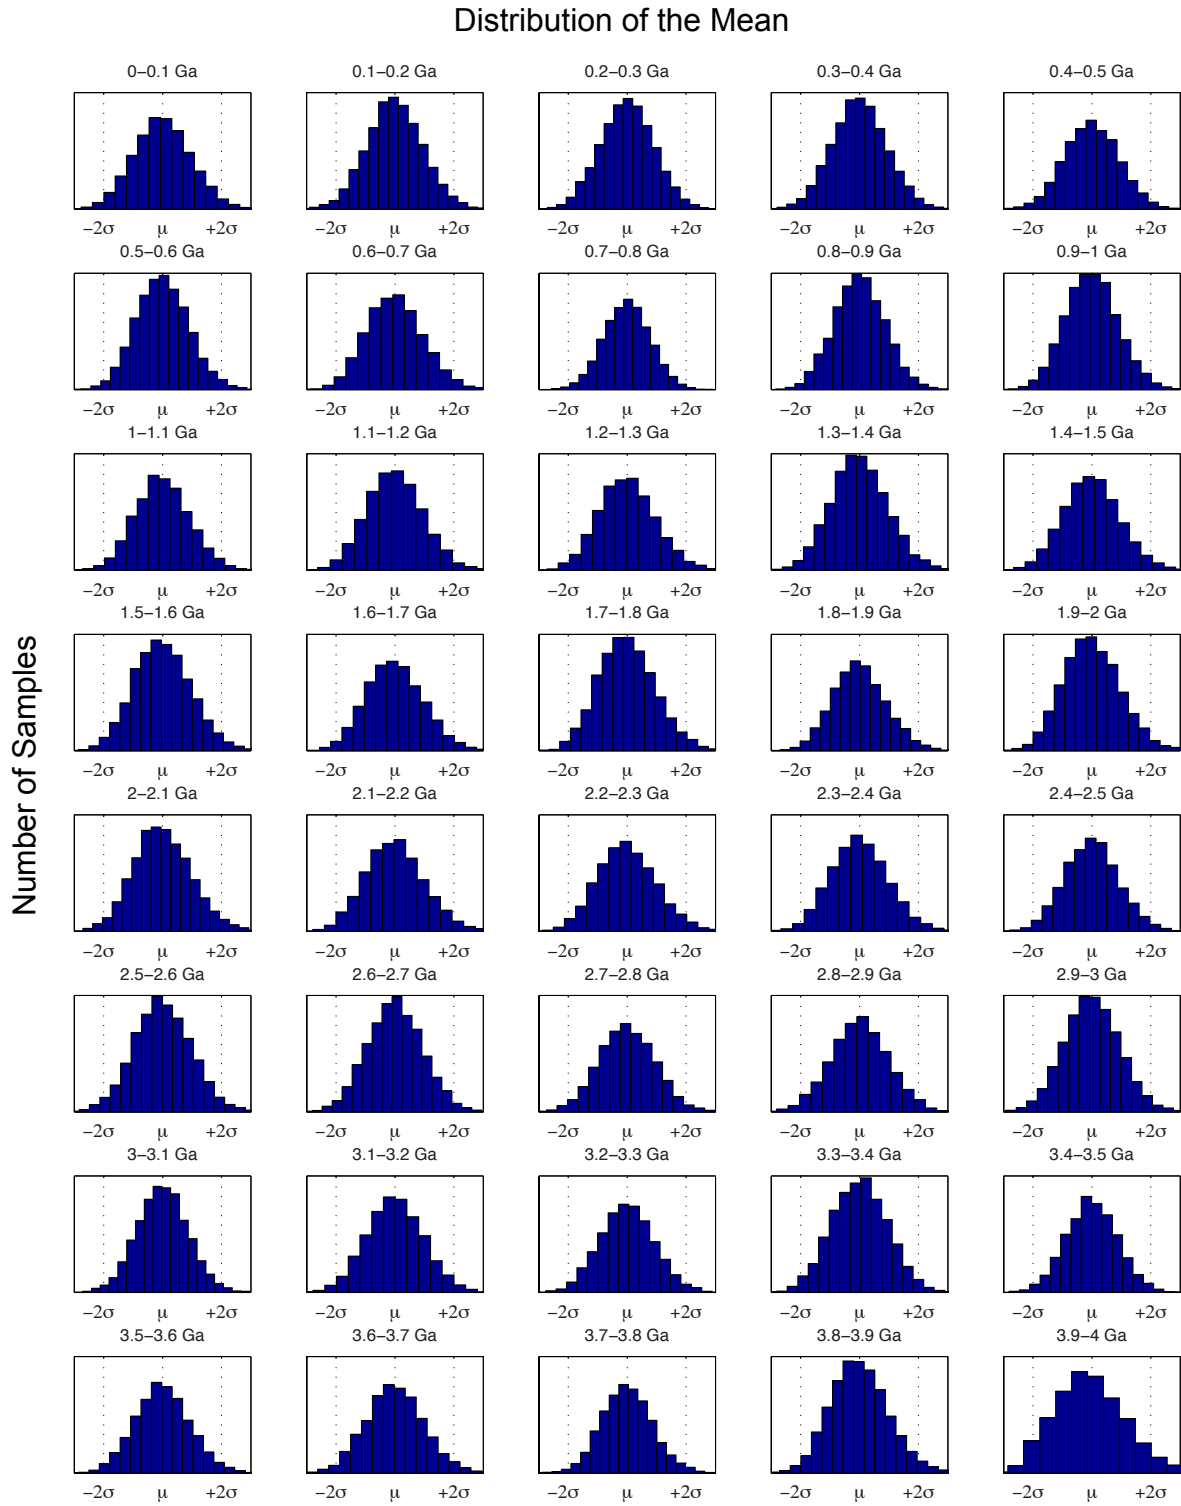 Distribution of the Mean
Number of Samples
0–0.1 Ga 0.1–0.2 Ga 0.2–0.3 Ga 0.3–0.4 Ga 0.4–0.5 Ga
−2σ μ +2σ −2σ μ +2σ −2σ μ +2σ −2σ μ +2σ −2σ μ +2σ
0.5–0.6 Ga 0.6–0.7 Ga 0.7–0.8 Ga 0.8–0.9 Ga 0.9–1 Ga
−2σ μ +2σ −2σ μ +2σ −2σ μ +2σ −2σ μ +2σ −2σ μ +2σ
1–1.1 Ga 1.1–1.2 Ga 1.2–1.3 Ga 1.3–1.4 Ga 1.4–1.5 Ga
−2σ μ +2σ −2σ μ +2σ −2σ μ +2σ −2σ μ +2σ −2σ μ +2σ
1.5–1.6 Ga 1.6–1.7 Ga 1.7–1.8 Ga 1.8–1.9 Ga 1.9–2 Ga
−2σ μ +2σ −2σ μ +2σ −2σ μ +2σ −2σ μ +2σ −2σ μ +2σ
2–2.1 Ga 2.1–2.2 Ga 2.2–2.3 Ga 2.3–2.4 Ga 2.4–2.5 Ga
−2σ μ +2σ −2σ μ +2σ −2σ μ +2σ −2σ μ +2σ −2σ μ +2σ
2.5–2.6 Ga 2.6–2.7 Ga 2.7–2.8 Ga 2.8–2.9 Ga 2.9–3 Ga
−2σ μ +2σ −2σ μ +2σ −2σ μ +2σ −2σ μ +2σ −2σ μ +2σ
3–3.1 Ga 3.1–3.2 Ga 3.2–3.3 Ga 3.3–3.4 Ga 3.4–3.5 Ga
−2σ μ +2σ −2σ μ +2σ −2σ μ +2σ −2σ μ +2σ −2σ μ +2σ
3.5–3.6 Ga 3.6–3.7 Ga 3.7–3.8 Ga 3.8–3.9 Ga 3.9–4 Ga
−2σ μ +2σ −2σ μ +2σ −2σ μ +2σ −2σ μ +2σ −2σ μ +2σ